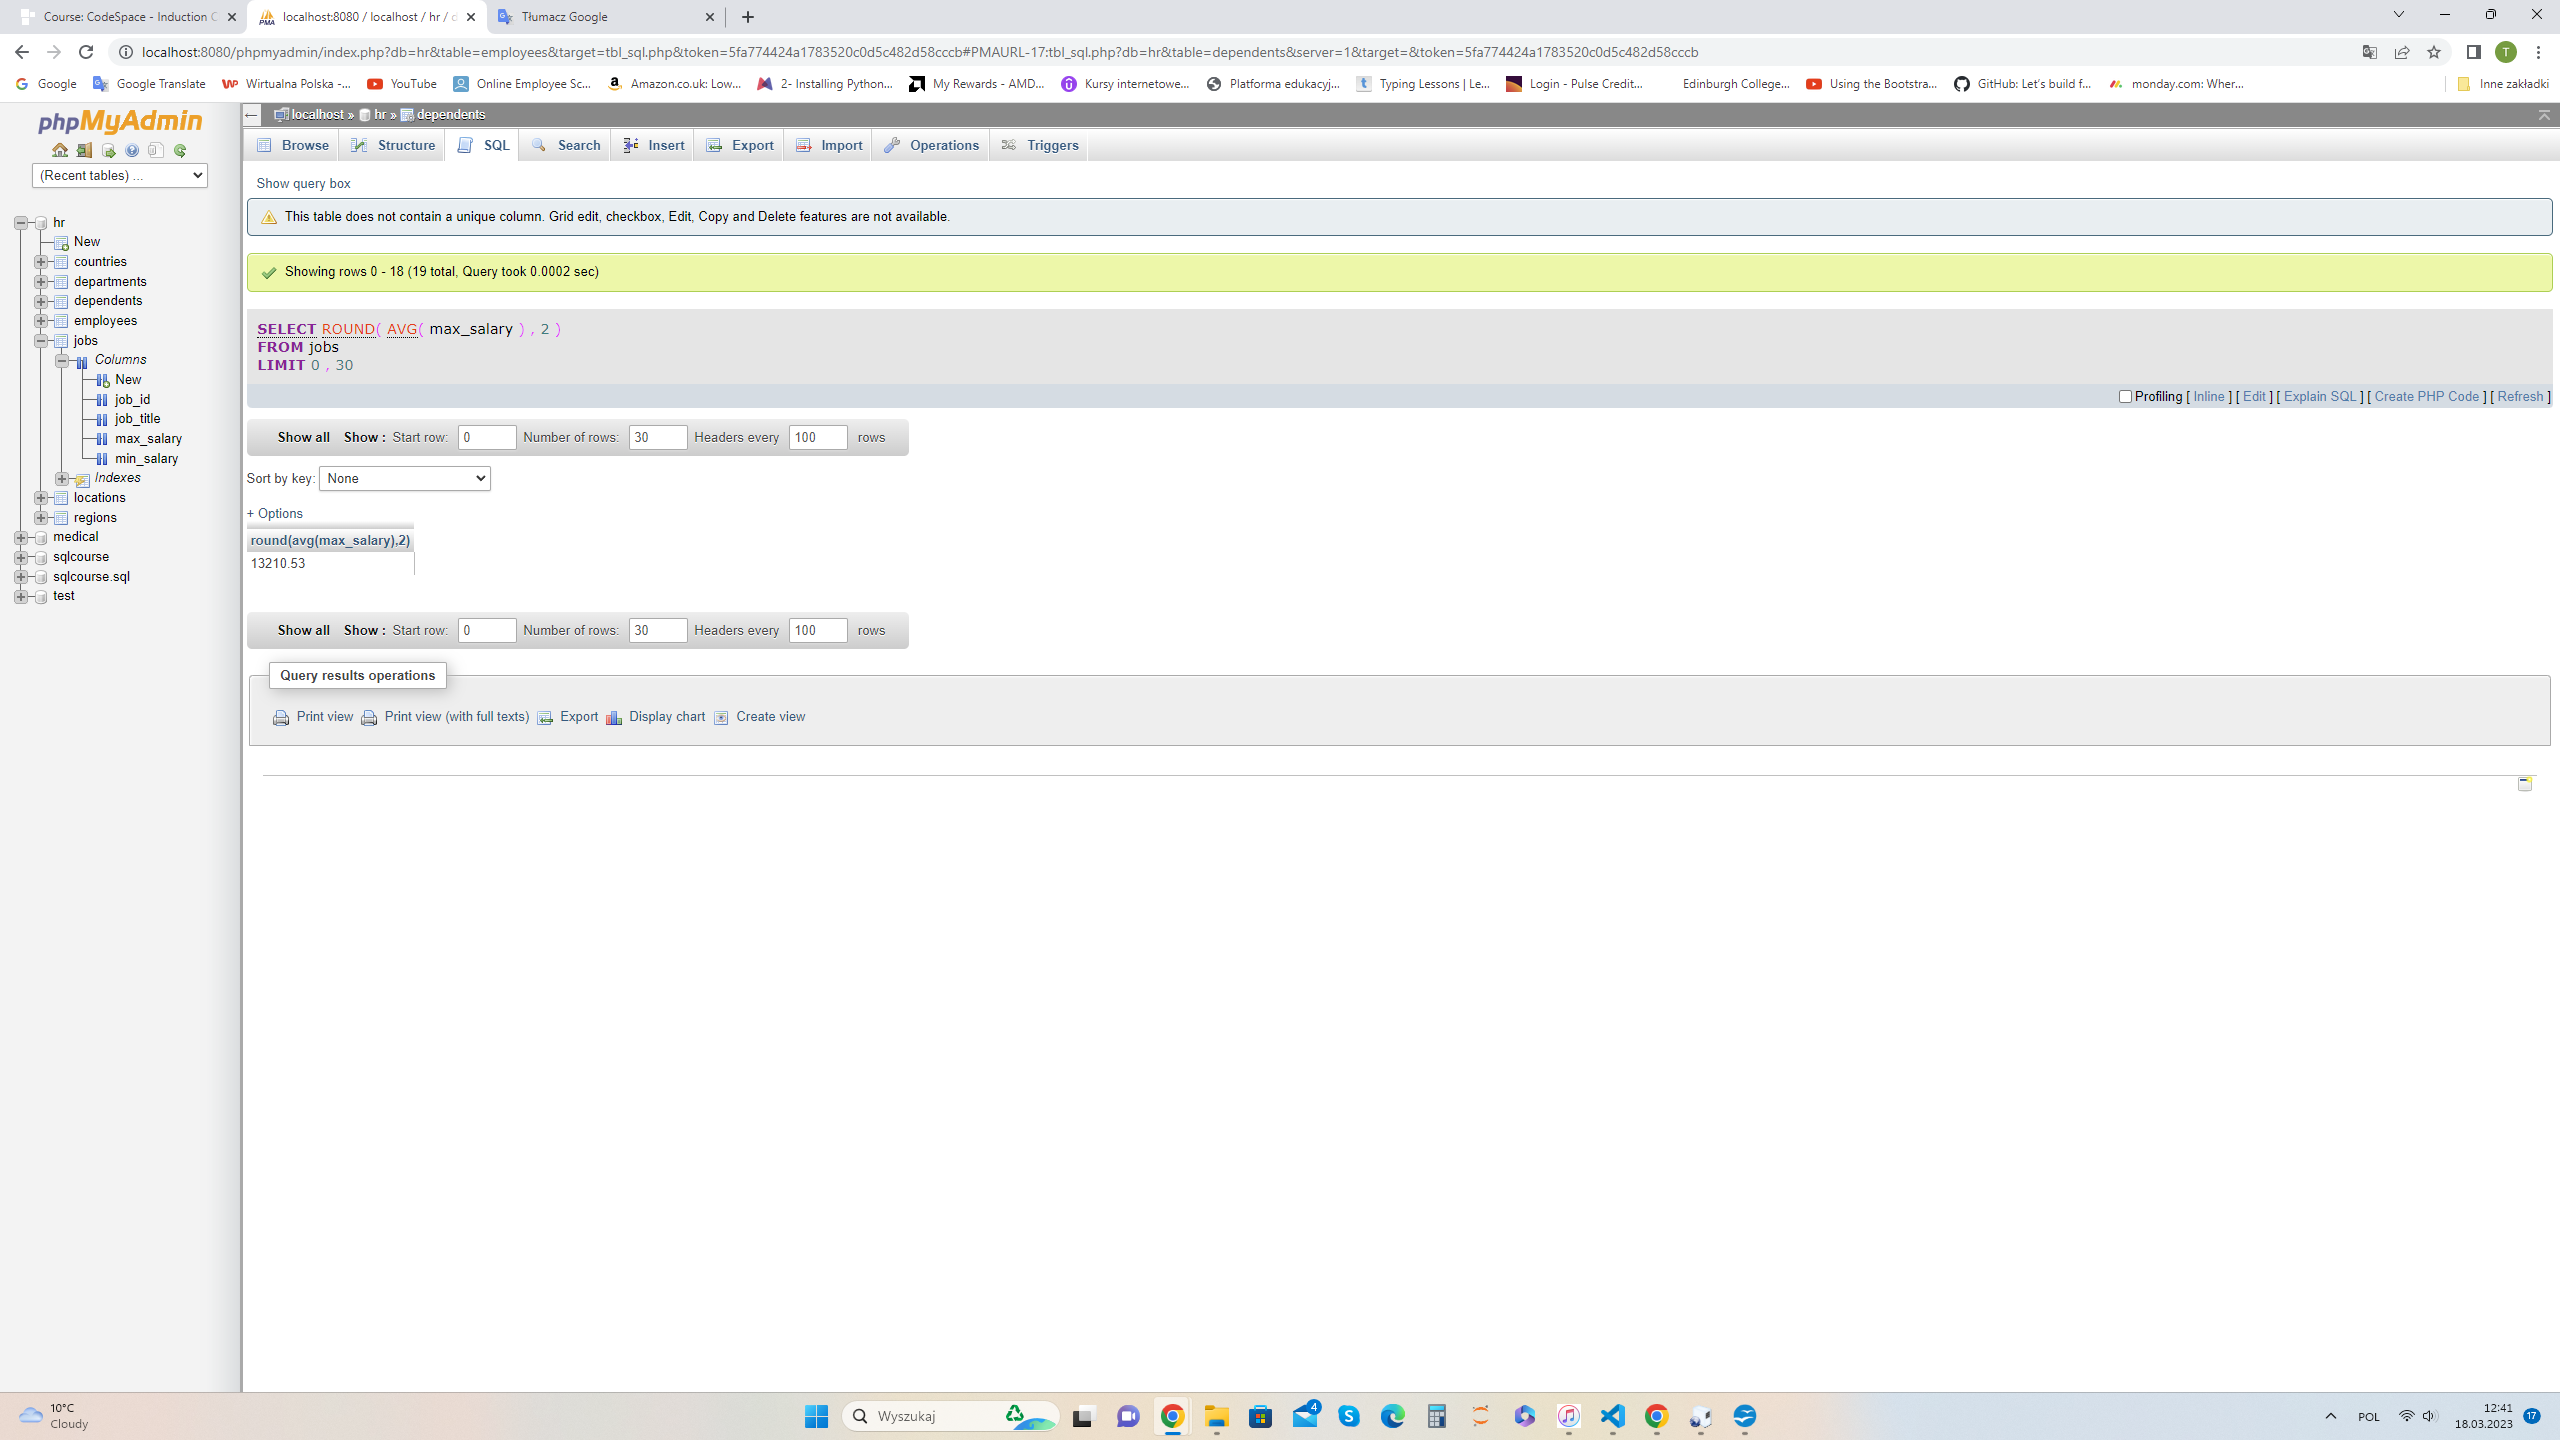 Course: CodeSpace - Induction C
localhost:8080 / localhost / hr / d
Tłumacz Google
localhost:8080/phpmyadmin/index.php?db=hr&table=employees&target=tbl_sql.php&token=5fa774424a1783520c0d5c482d58cccb#PMAURL-17:tbl_sql.php?db=hr&table=dependents&server=1&target=&token=5fa774424a1783520c0d5c482d58cccb
T
Google Google Translate Wirtualna Polska -... YouTube Online Employee Sc... Amazon.co.uk: Low... 2- Installing Python... My Rewards - AMD... Kursy internetowe... Platforma edukacyj... Typing Lessons | Le... Login - Pulse Credit... Edinburgh College... Using the Bootstra... GitHub: Let's build f... monday.com: Wher... Inne zakładki
phpMyAdmin
(Recent tables) ...
hr
New
countries
departments
dependents
employees
jobs
Columns
New
job_id
job_title
max_salary
min_salary
Indexes
locations
regions
medical
sqlcourse
sqlcourse.sql
test
localhost » hr » dependents
Browse Structure SQL Search Insert Export Import Operations Triggers
Show query box
This table does not contain a unique column. Grid edit, checkbox, Edit, Copy and Delete features are not available.
Showing rows 0 - 18 (19 total, Query took 0.0002 sec)
SELECT ROUND( AVG( max_salary ) , 2 )
FROM jobs
LIMIT 0 , 30
Profiling [ Inline ] [ Edit ] [ Explain SQL ] [ Create PHP Code ] [ Refresh ]
Show all Show : Start row: 0 Number of rows: 30 Headers every 100 rows
Sort by key: None
+ Options
round(avg(max_salary),2)
13210.53
Show all Show : Start row: 0 Number of rows: 30 Headers every 100 rows
Query results operations
Print view Print view (with full texts) Export Display chart Create view
10°C
Cloudy
Wyszukaj
4
POL
12:41
18.03.2023
17